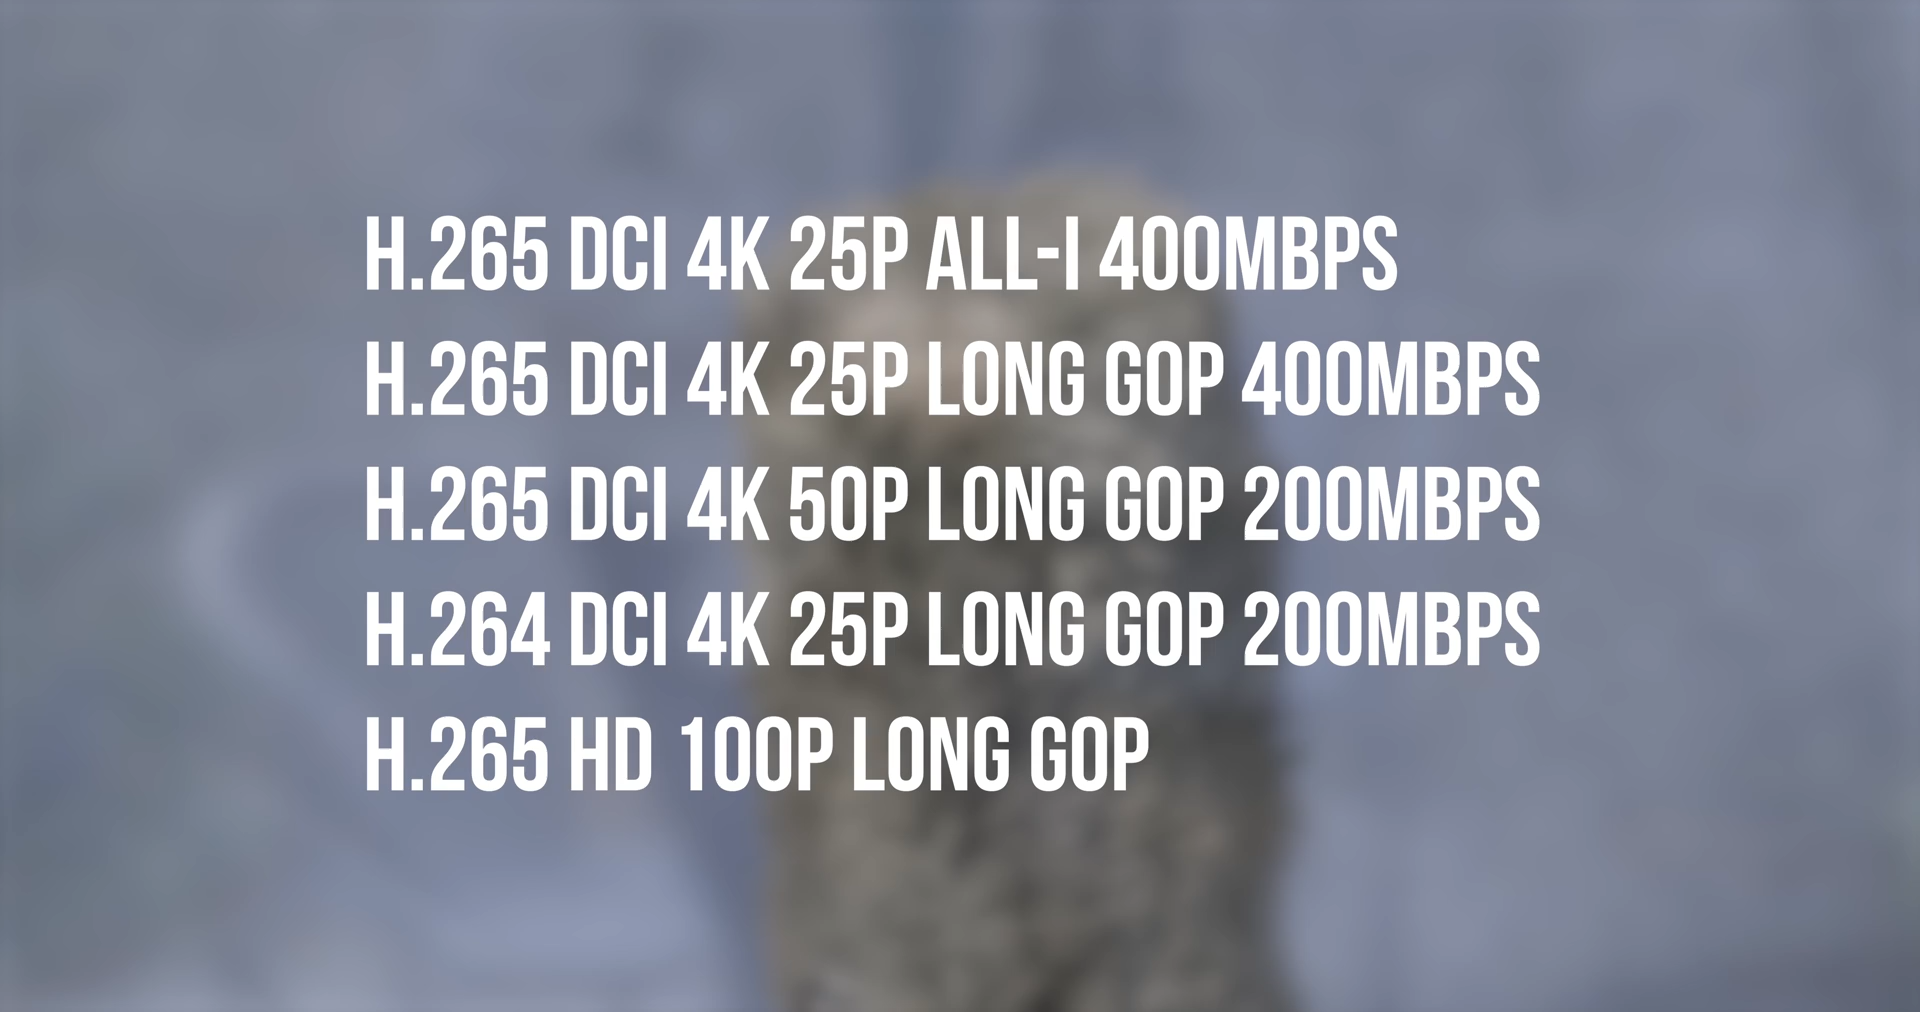 H.265 DCI 4K 25P ALL-I 400MBPS
H.265 DCI 4K 25P LONG GOP 400MBPS
H.265 DCI 4K 50P LONG GOP 200MBPS
H.264 DCI 4K 25P LONG GOP 200MBPS
H.265 HD 100P LONG GOP